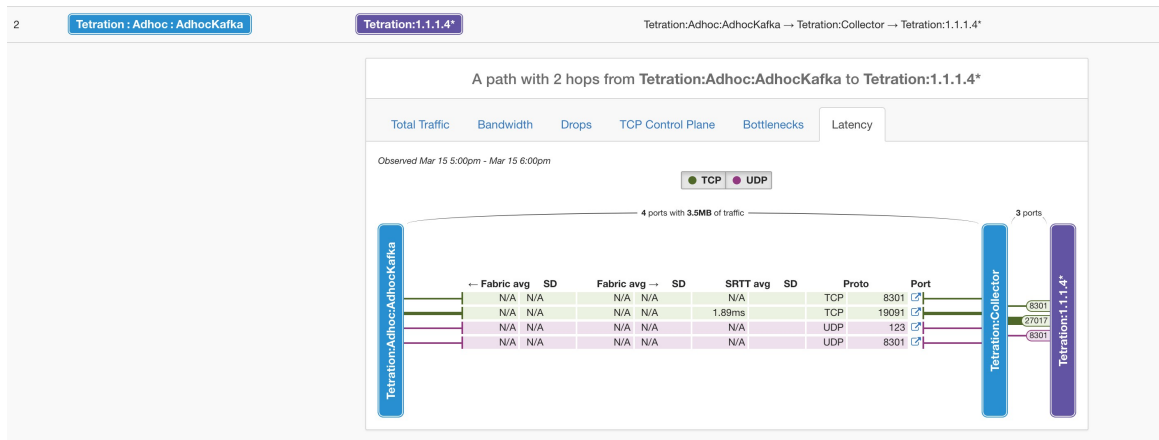 2 Tetration : Adhoc : AdhocKafka Tetration:1.1.1.4* Tetration:Adhoc:AdhocKafka → Tetration:Collector → Tetration:1.1.1.4*
A path with 2 hops from Tetration:Adhoc:AdhocKafka to Tetration:1.1.1.4*
Total Traffic Bandwidth Drops TCP Control Plane Bottlenecks Latency
Observed Mar 15 5:00pm - Mar 15 6:00pm
TCP UDP
4 ports with 3.5MB of traffic 3 ports
Tetration:Adhoc:AdhocKafka
← Fabric avg SD Fabric avg → SD SRTT avg SD Proto Port
N/A N/A N/A N/A N/A TCP 8301
N/A N/A N/A N/A 1.89ms TCP 19091
N/A N/A N/A N/A UDP 123
N/A N/A N/A N/A UDP 8301
Tetration:Collector
8301
27017
8301
Tetration:1.1.1.4*